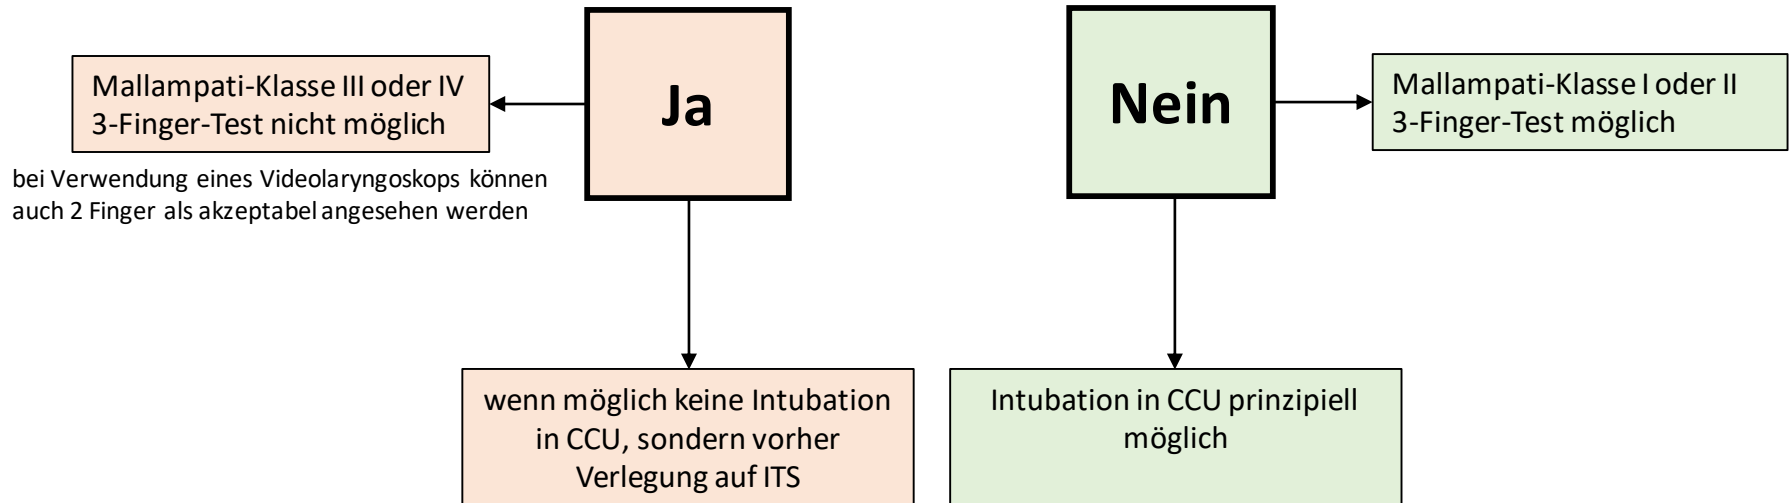 Mallampati-Klasse III oder IV
3-Finger-Test nicht möglich
bei Verwendung eines Videolaryngoskops können
auch 2 Finger als akzeptabel angesehen werden
Ja
Nein
Mallampati-Klasse I oder II
3-Finger-Test möglich
wenn möglich keine Intubation
in CCU, sondern vorher
Verlegung auf ITS
Intubation in CCU prinzipiell
möglich